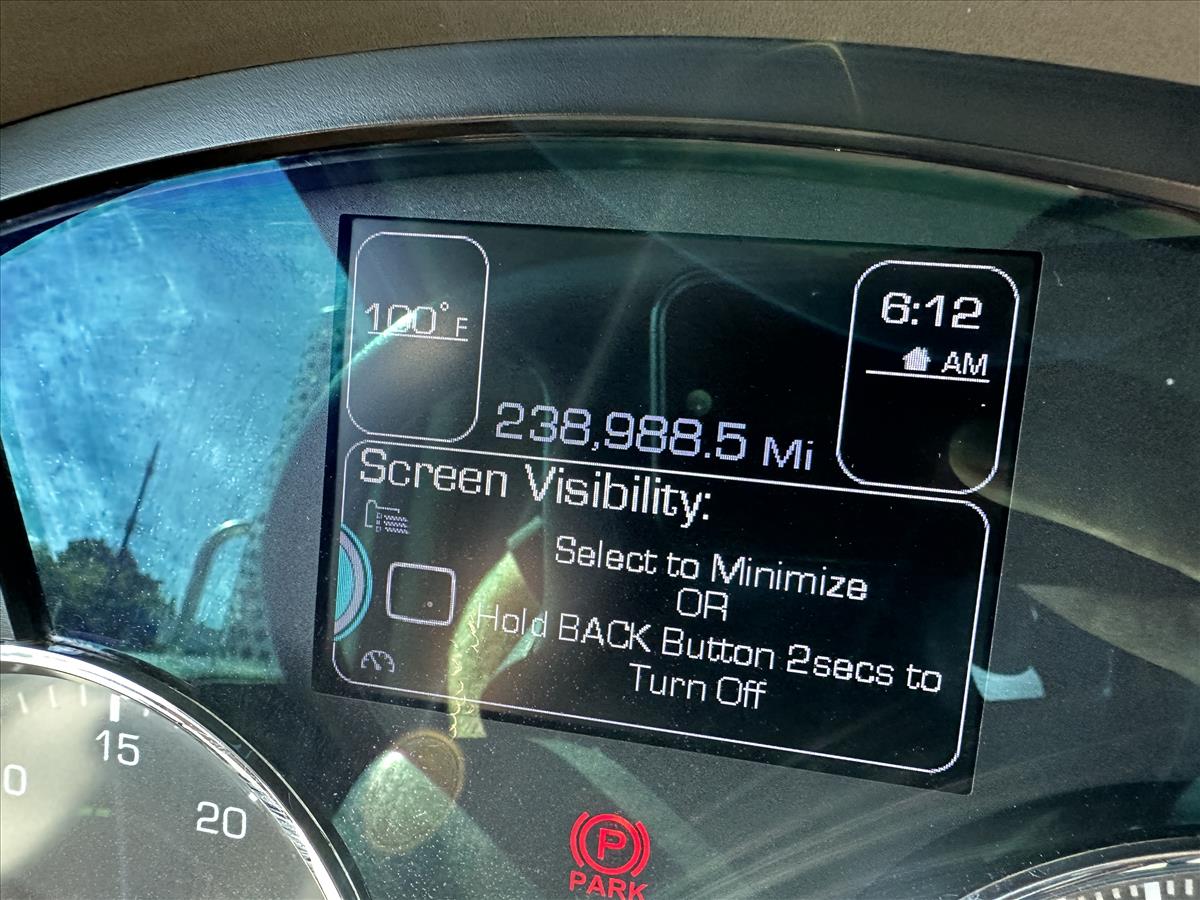 100°F
6:12
AM
238,988.5 Mi
Screen Visibility:
Select to Minimize
OR
Hold BACK Button 2secs to
Turn Off
15
0
20
P
PARK